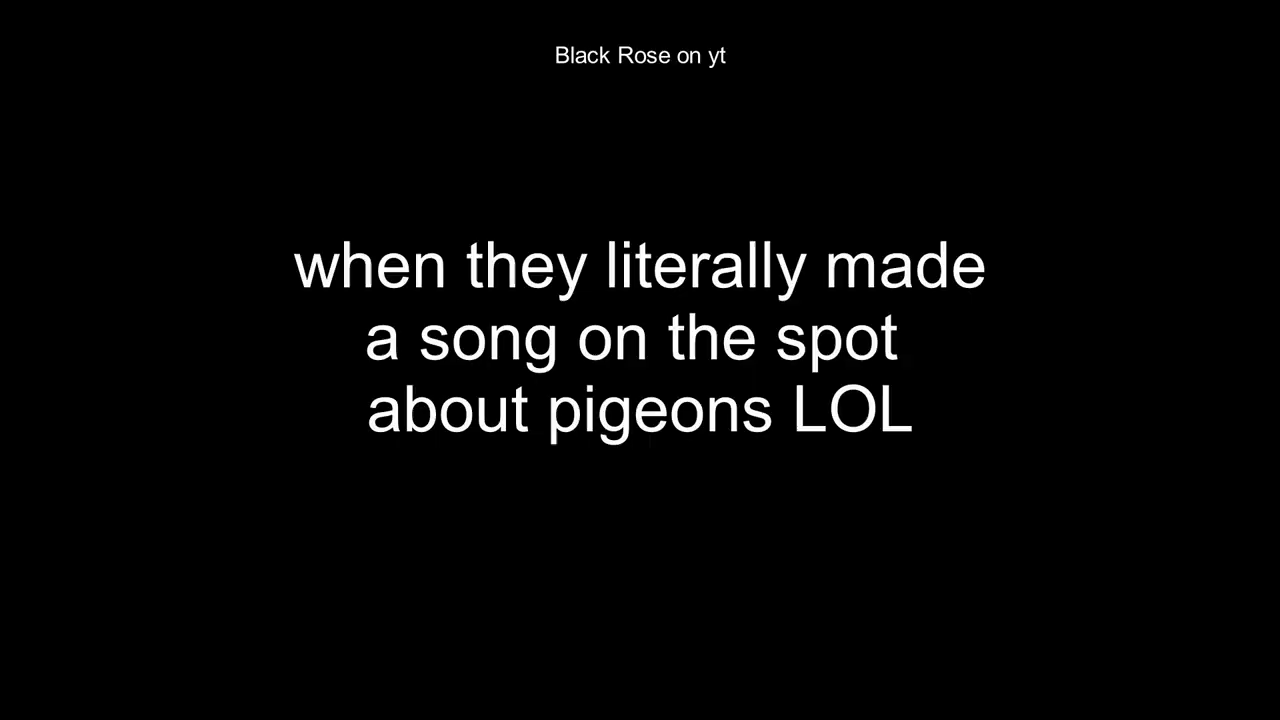 Black Rose on yt
when they literally made
a song on the spot
about pigeons LOL